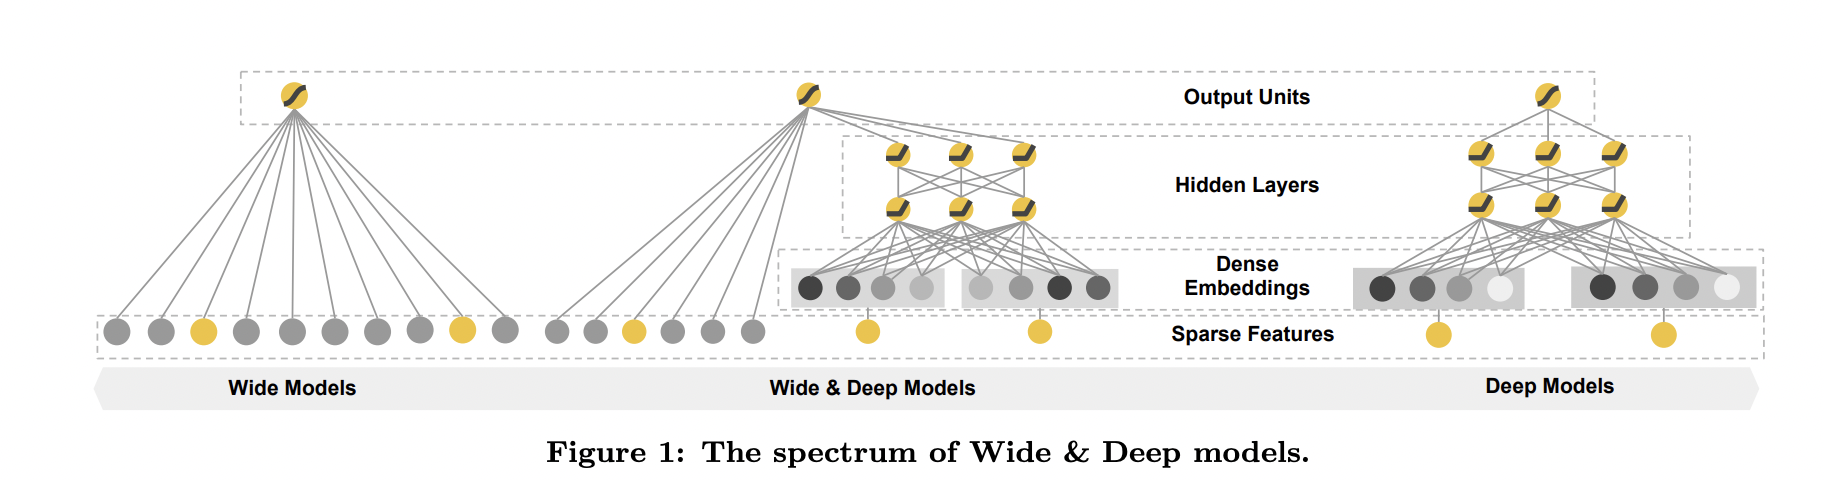 Output Units
Hidden Layers
Dense
Embeddings
Sparse Features
Wide Models
Wide & Deep Models
Deep Models
Figure 1: The spectrum of Wide & Deep models.